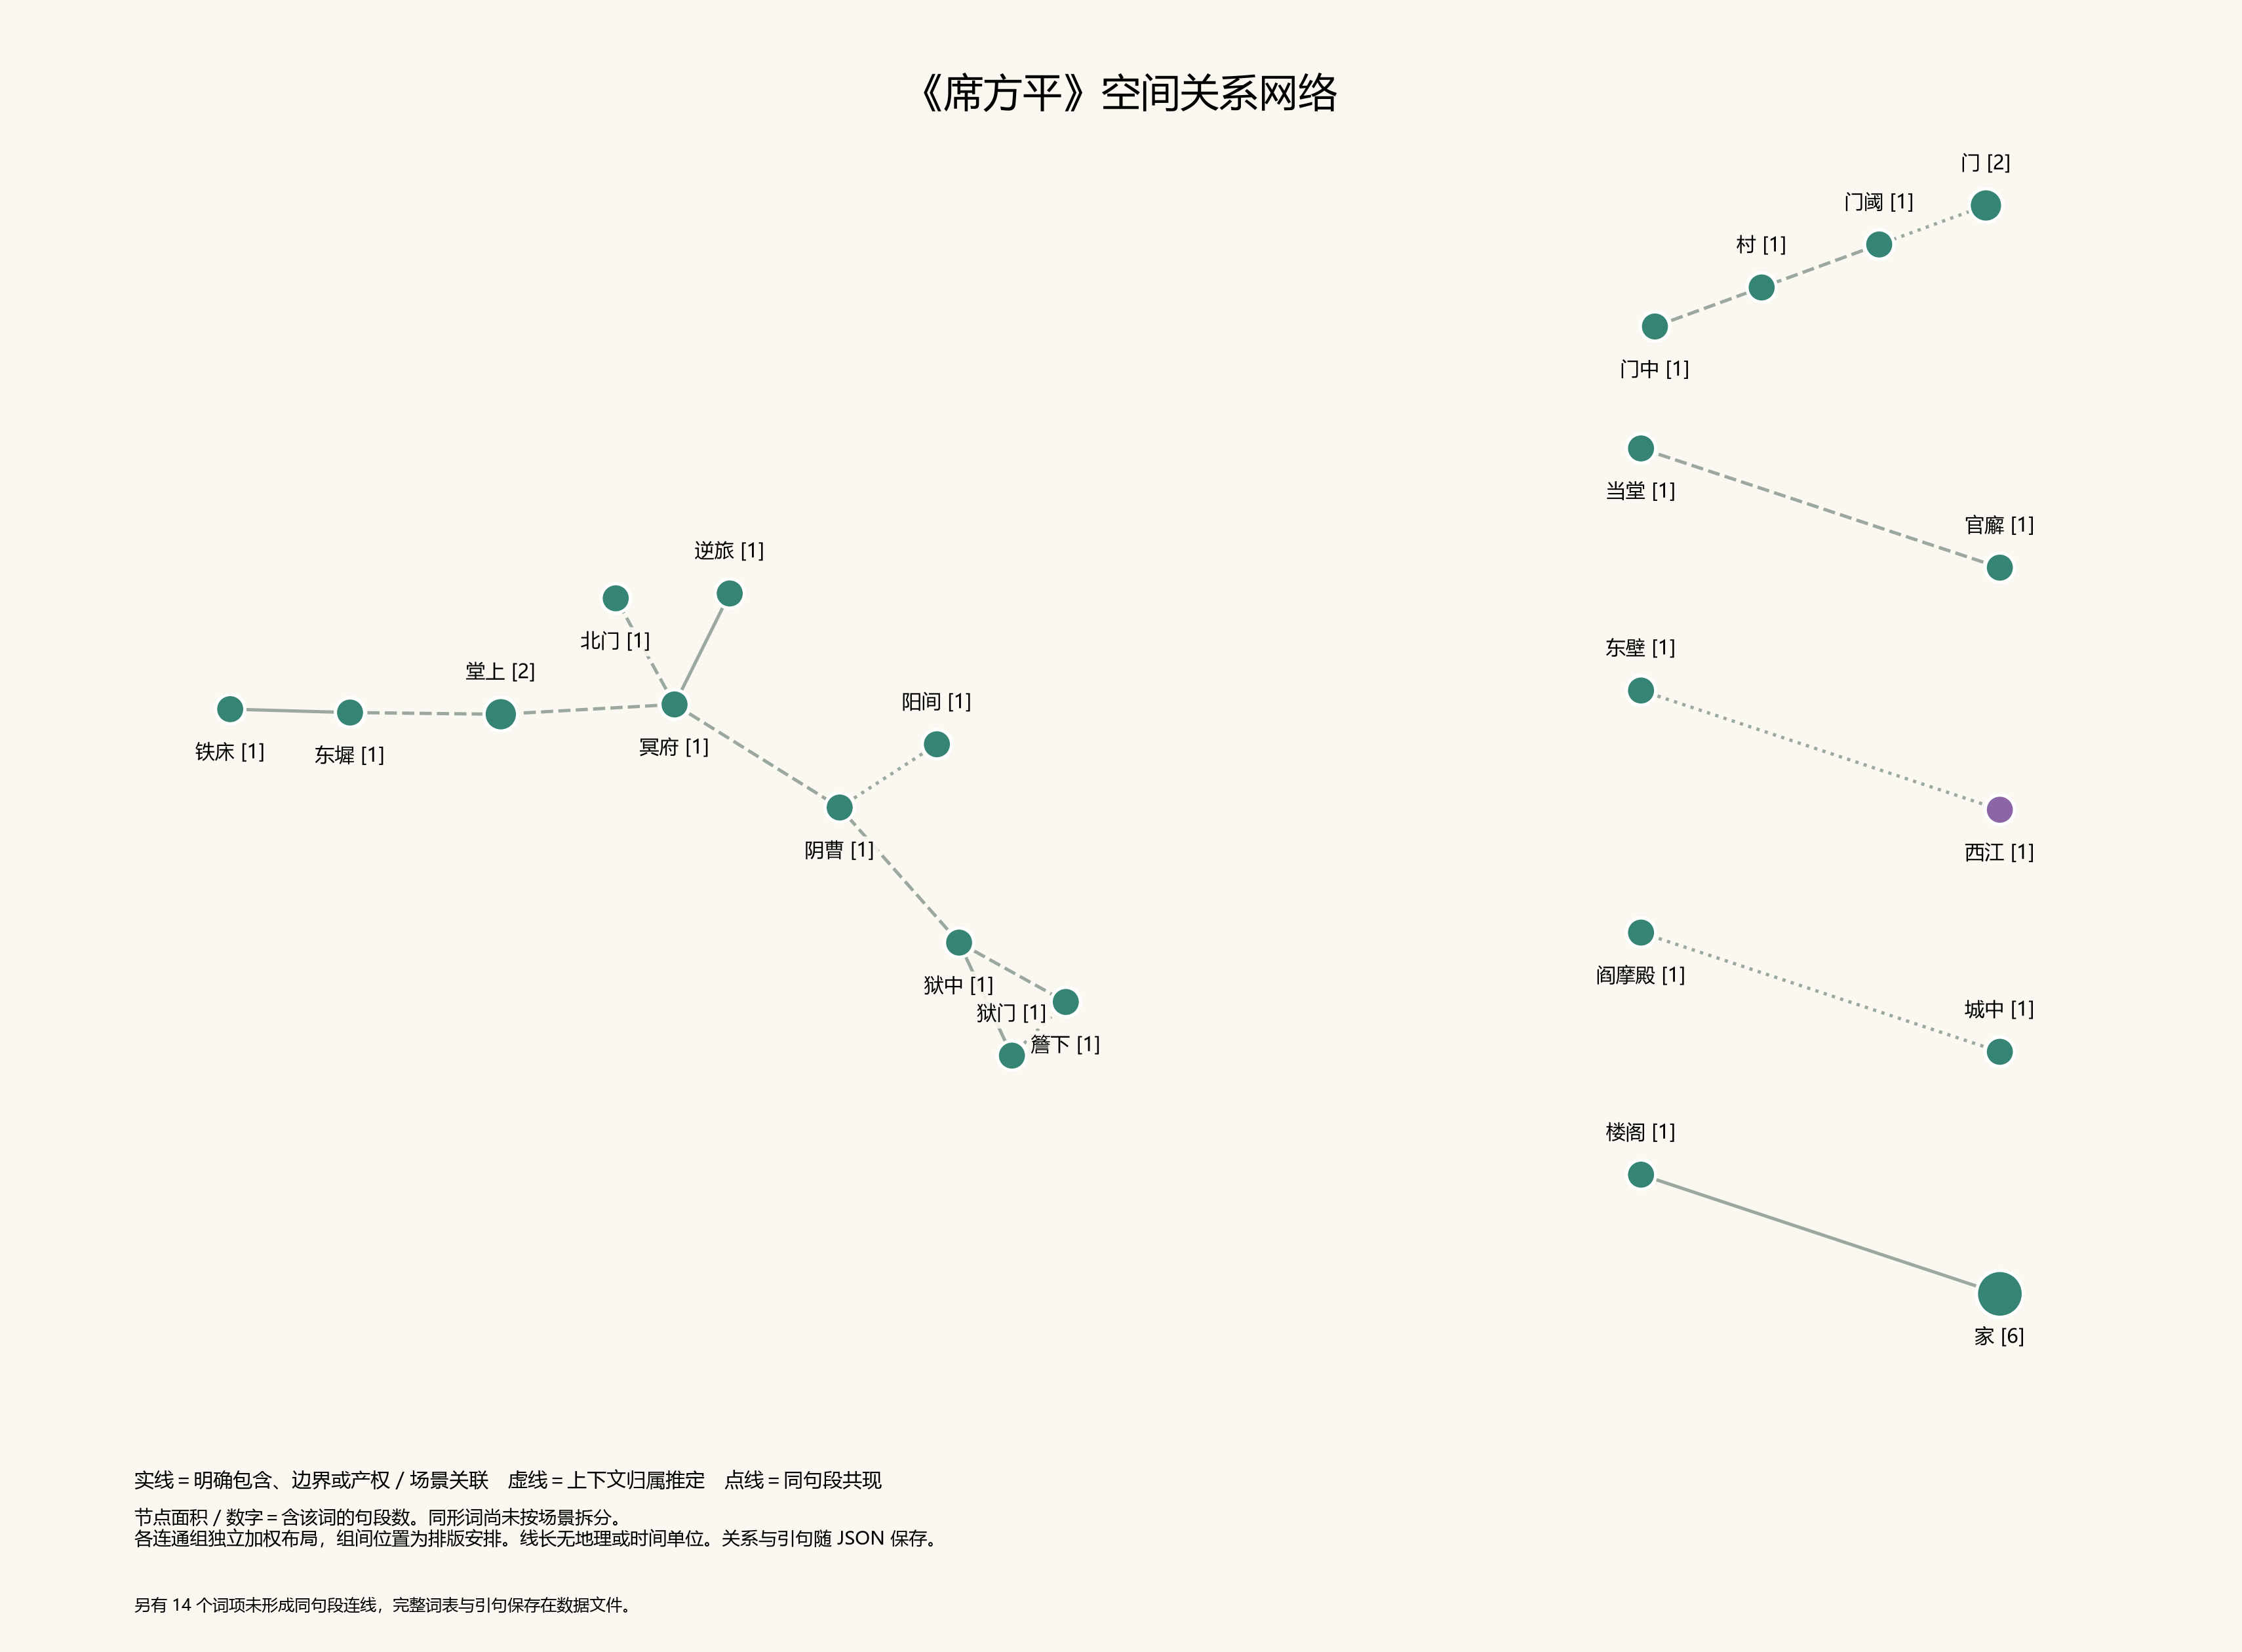 《席方平》空间关系网络
门 [2]
门阈 [1]
村 [1]
门中 [1]
当堂 [1]
官廨 [1]
逆旅 [1]
北门 [1]
堂上 [2]
东壁 [1]
阳间 [1]
铁床 [1]
东墀 [1]
冥府 [1]
阴曹 [1]
西江 [1]
阎摩殿 [1]
狱中 [1]
狱门 [1]
城中 [1]
簷下 [1]
楼阁 [1]
家 [6]
实线＝明确包含、边界或产权 / 场景关联　虚线＝上下文归属推定　点线＝同句段共现
节点面积 / 数字＝含该词的句段数。同形词尚未按场景拆分。
各连通组独立加权布局，组间位置为排版安排。线长无地理或时间单位。关系与引句随 JSON 保存。
另有 14 个词项未形成同句段连线，完整词表与引句保存在数据文件。